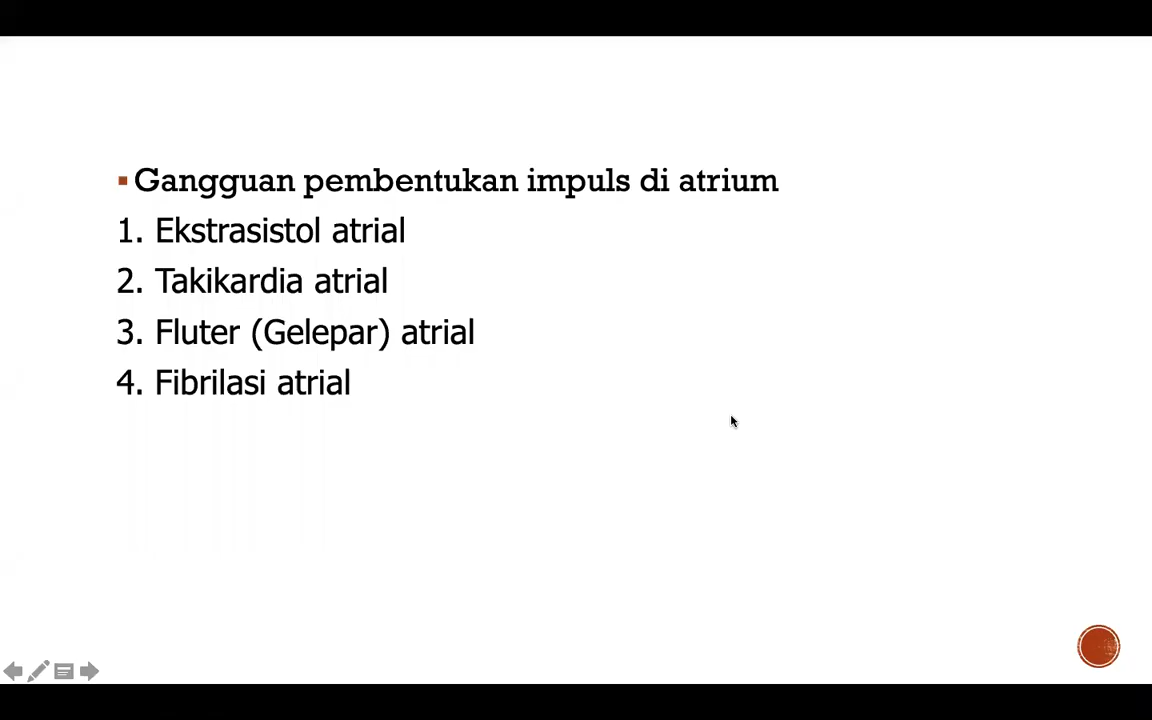 ▪ Gangguan pembentukan impuls di atrium
1. Ekstrasistol atrial
2. Takikardia atrial
3. Fluter (Gelepar) atrial
4. Fibrilasi atrial